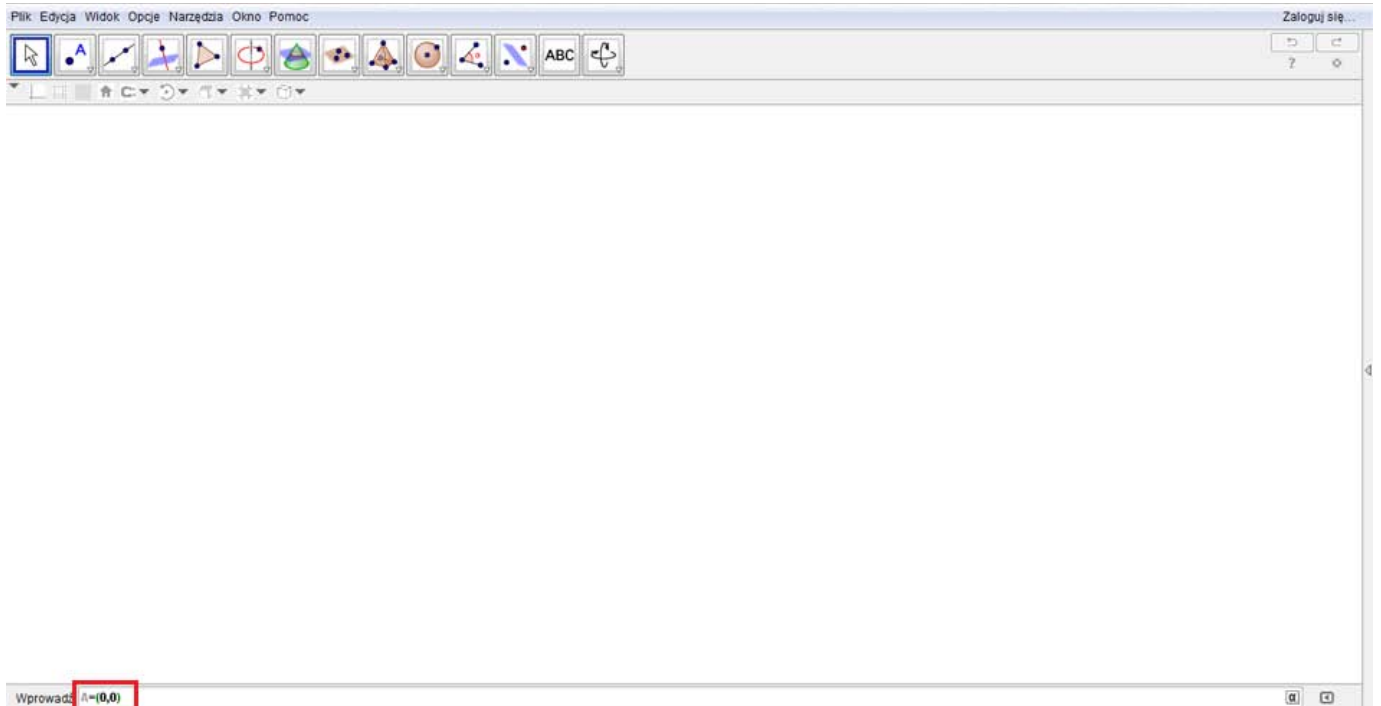 Plik Edycja Widok Opcje Narzędzia Okno Pomoc
Zaloguj się...
A
ABC
?
Wprowadź A=(0,0)
α